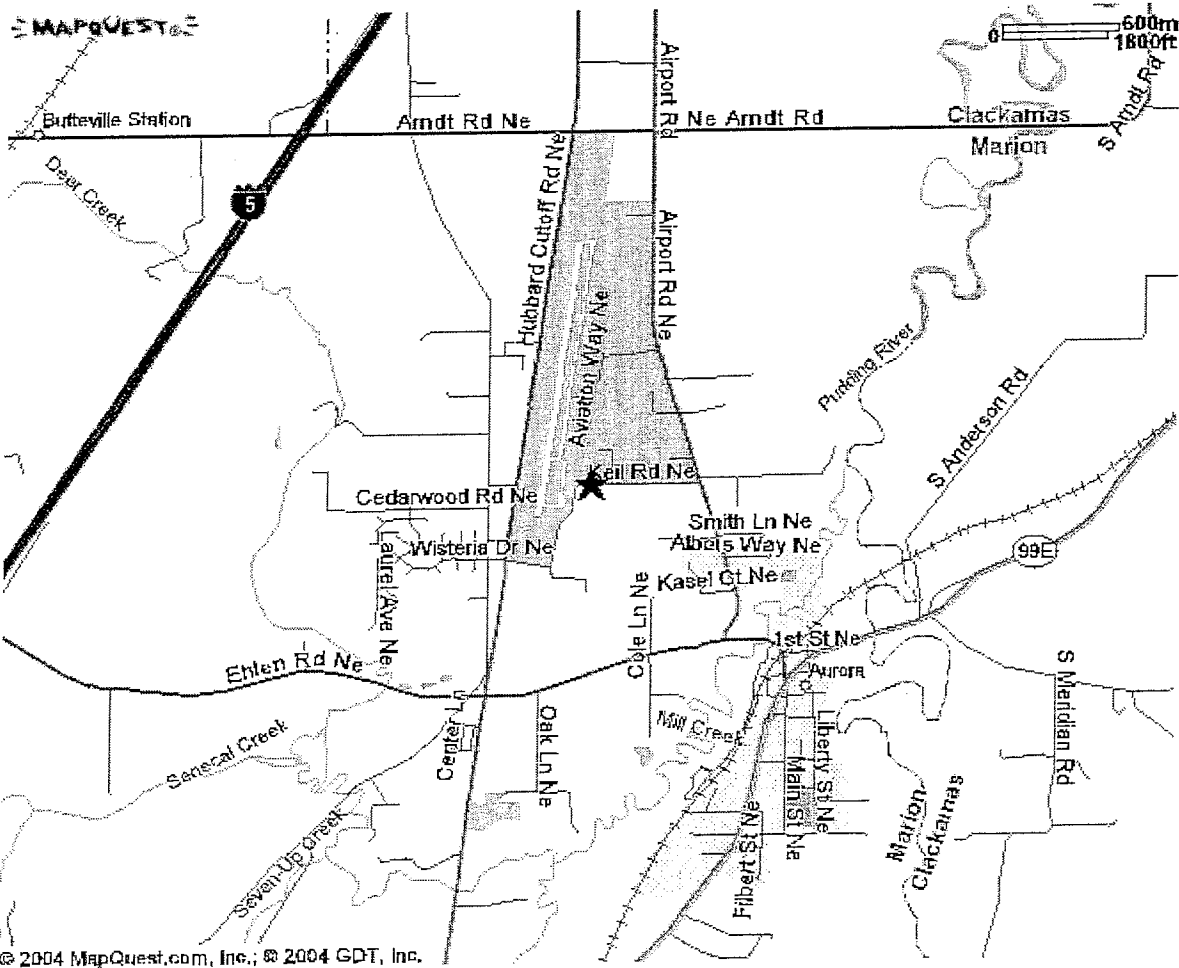 MAPQUEST
600m
0
1800ft
Airport Rd
S Arndt Rd
Butteville Station
Arndt Rd Ne
Ne Arndt Rd
Clackamas
Marion
Deer Creek
5
Hubbard Cutoff Rd Ne
Airport Rd Ne
Aviation Way Ne
Pudding River
S Anderson Rd
Keil Rd Ne
Cedarwood Rd Ne
Smith Ln Ne
Albers Way Ne
Wisteria Dr Ne
99E
Laurel Ave Ne
Kasel Ct Ne
Cole Ln Ne
1st St Ne
Ehlen Rd Ne
Aurora
S Meridian Rd
Center Ln
Oak Ln Ne
Mill Creek
Senecal Creek
Main St Ne
Liberty St Ne
Marion
Clackamas
Seven-Up Creek
Filbert St Ne
© 2004 MapQuest.com, Inc.; © 2004 GDT, Inc.